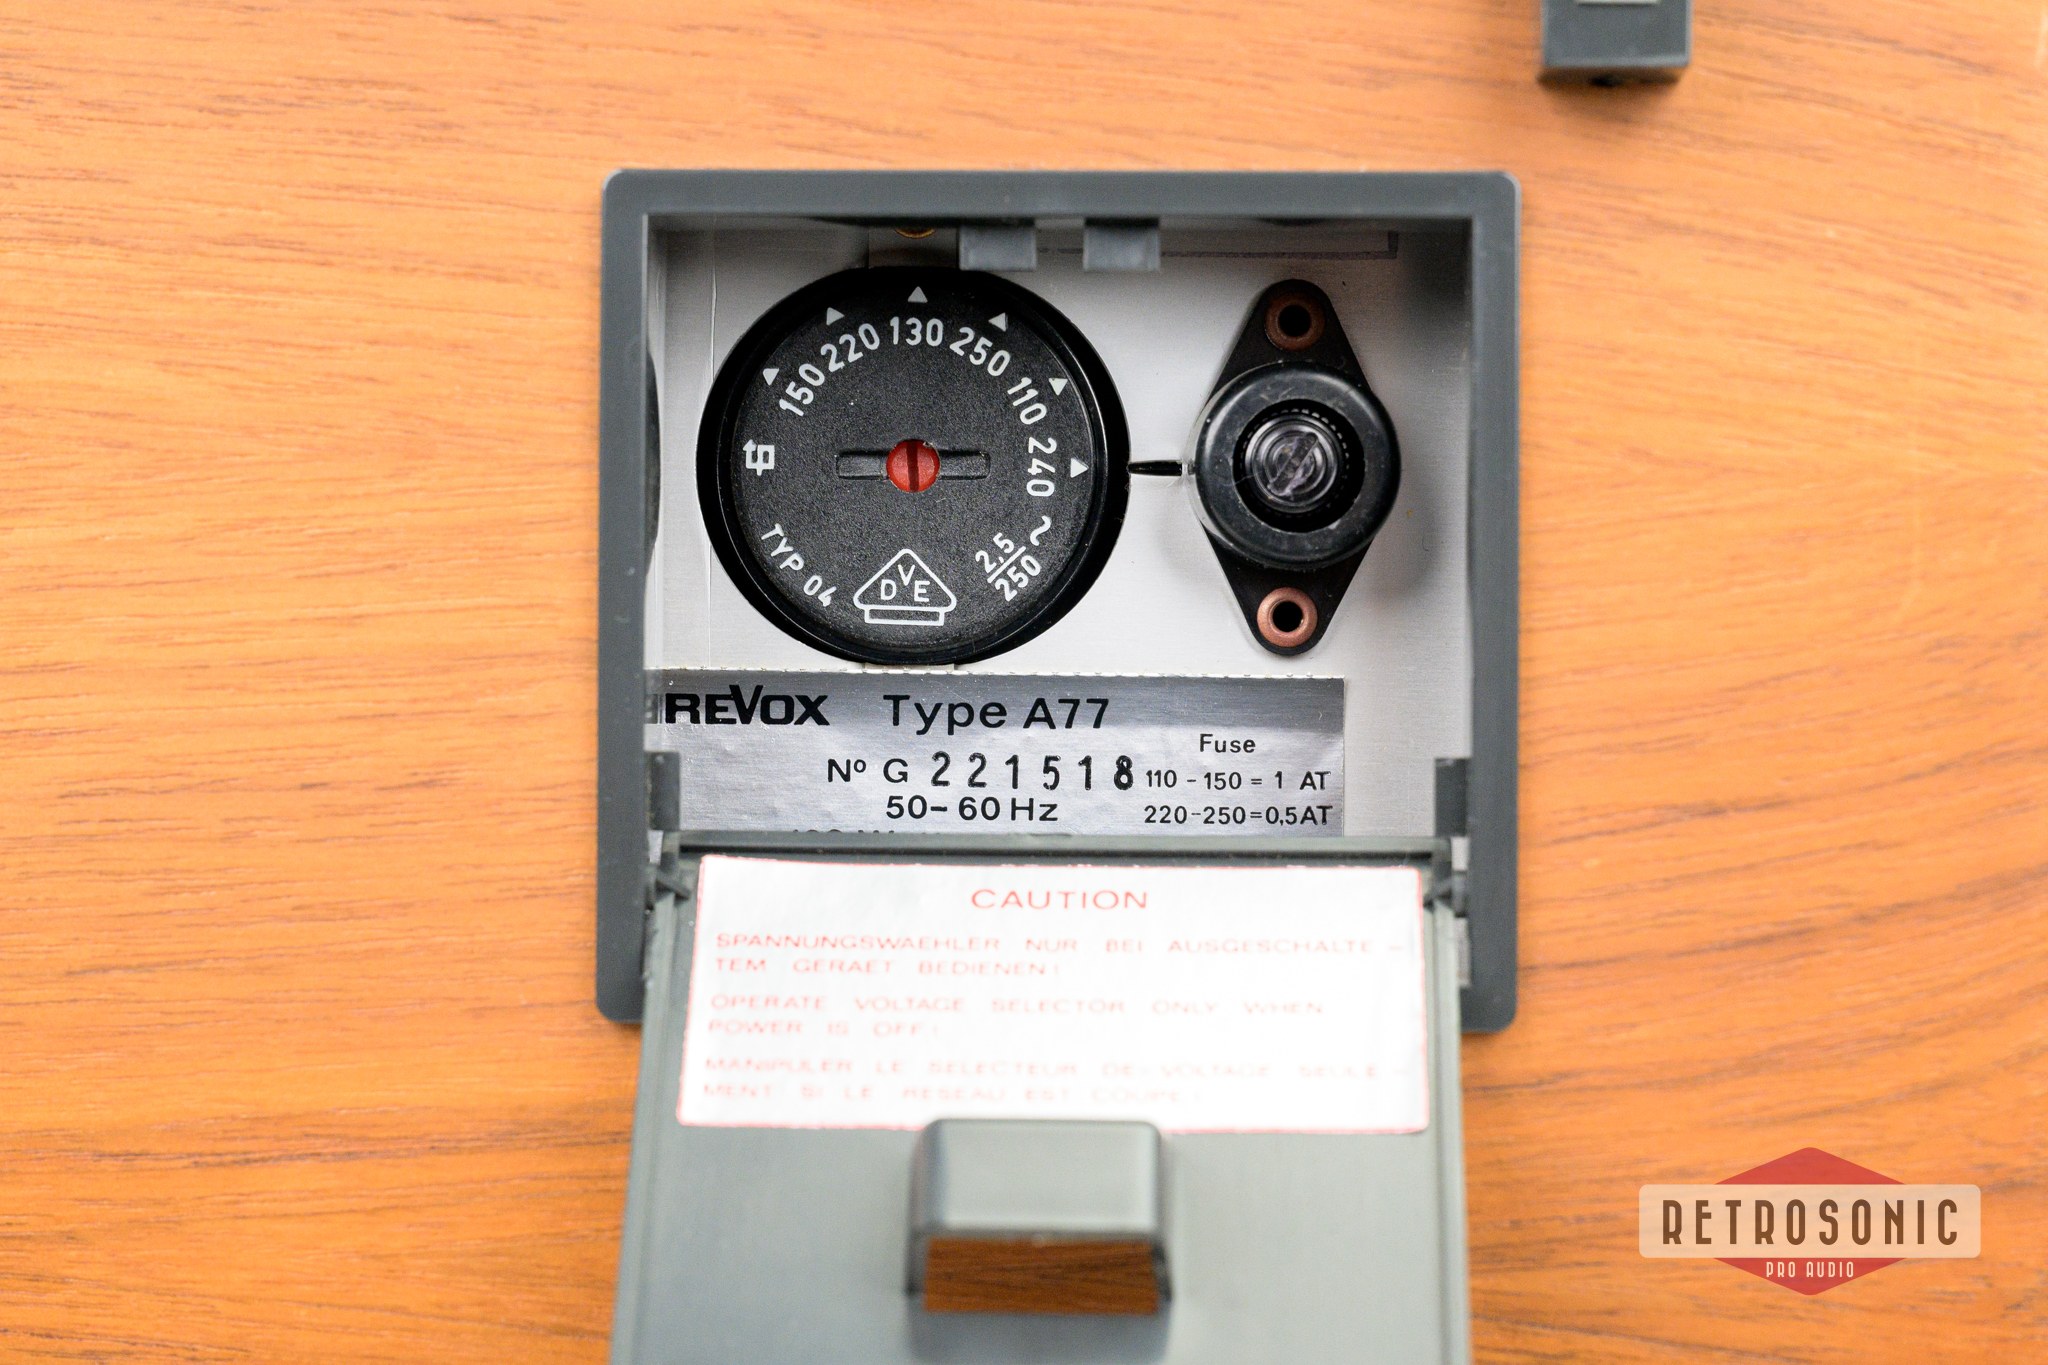 150 220 130 250 110 240 ~
TYP 04
DVE
2.5/250
REVOX Type A77
Fuse
Nº G 221518 110 - 150 = 1 AT
50-60 Hz 220-250=0,5AT
CAUTION
SPANNUNGSWAEHLER NUR BEI AUSGESCHALTE -
TEM GERAET BEDIENEN!
OPERATE VOLTAGE SELECTOR ONLY WHEN
POWER IS OFF!
MANIPULER LE SELECTEUR DE VOLTAGE SEULE -
MENT SI LE RESEAU EST COUPE!
RETROSONIC
PRO AUDIO